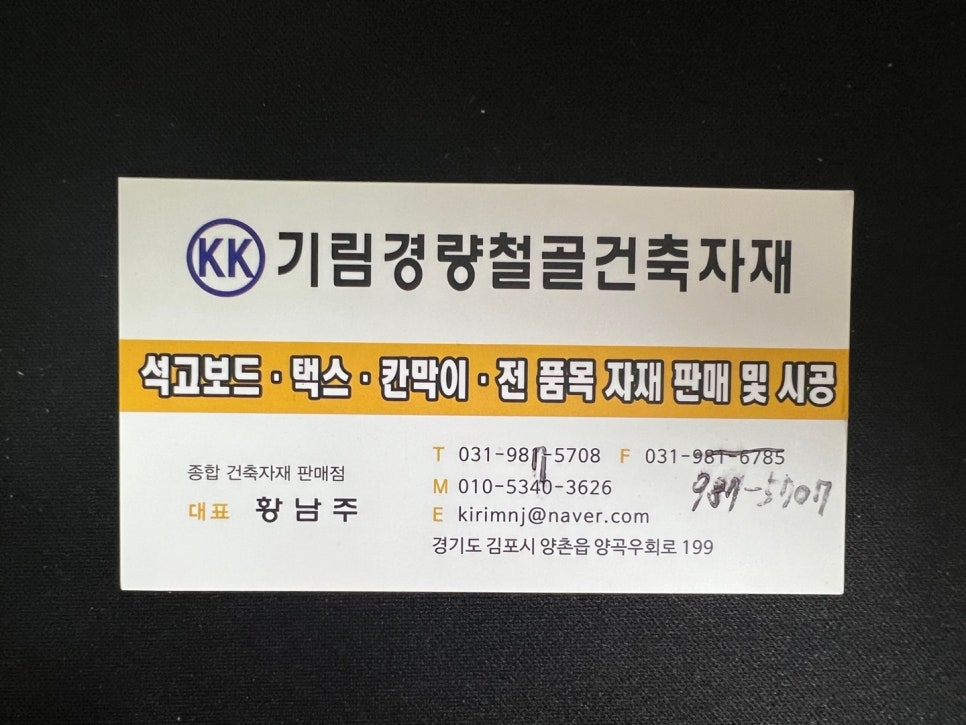 KK 기림경량철골건축자재
석고보드 · 택스 · 칸막이 · 전 품목 자재 판매 및 시공
종합 건축자재 판매점
대표 황남주
T 031-987-5708 F 031-981-6785
987-5707
M 010-5340-3626
E kirimnj@naver.com
경기도 김포시 양촌읍 양곡우회로 199